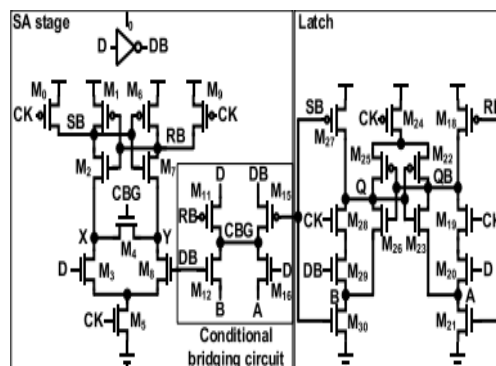 SA stage
Latch
I0
D
DB
M0
M1
M6
M9
CK
CK
SB
RB
M2
M7
CBG
X
Y
M4
D
M3
M8
DB
CK
M5
D
DB
M11
M15
RB
CBG
M12
M16
D
B
A
Conditional
bridging circuit
SB
M27
CK
M24
M18
RB
M25
M22
Q
QB
CK
M28
M26
M23
M19
CK
DB
M29
M20
D
B
A
M30
M21